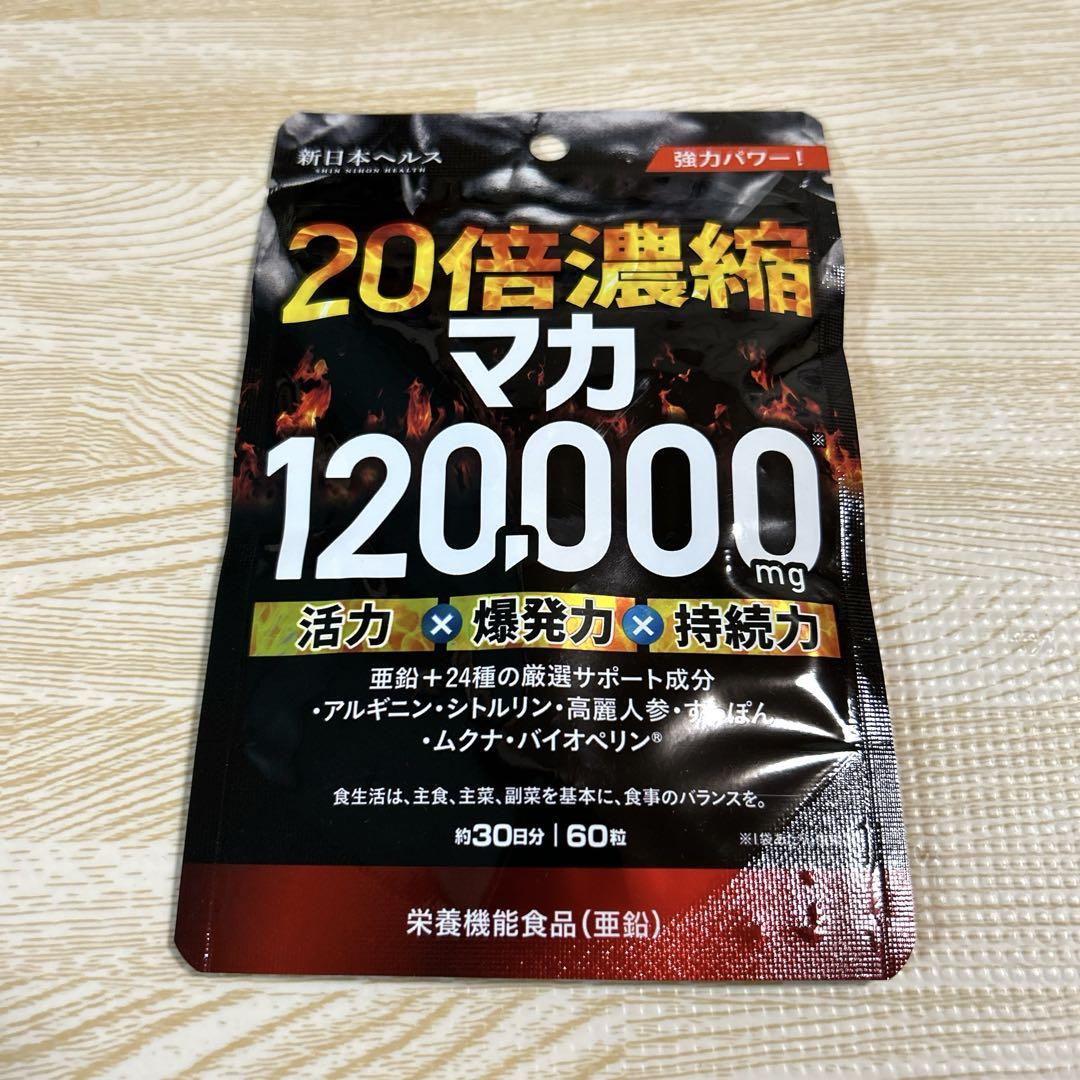 新日本ヘルス
SHIN NIHON HEALTH
強力パワー!
20倍濃縮
マカ
120,000※
mg
活力×爆発力×持続力
亜鉛+24種の厳選サポート成分
・アルギニン・シトルリン・高麗人参・すっぽん
・ムクナ・バイオペリン®
食生活は、主食、主菜、副菜を基本に、食事のバランスを。
約30日分 | 60粒
※1袋あたり
栄養機能食品(亜鉛)